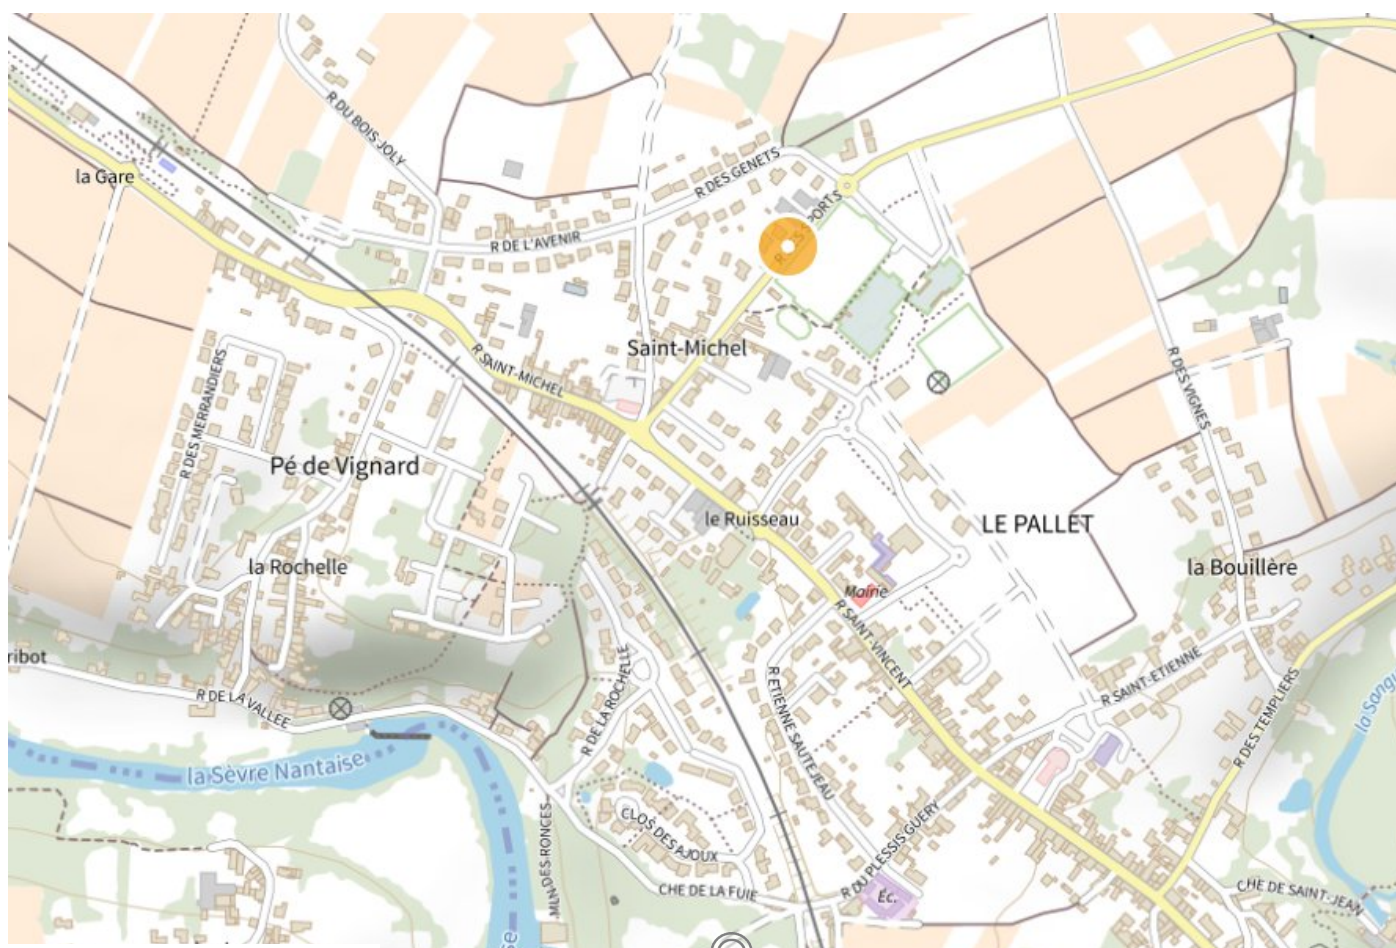 R DU BOIS JOLY
la Gare
R DES GENETS
R DE L'AVENIR
R SAINT-MICHEL
Saint-Michel
R DES VIGNES
R DES MERRANDIERS
Pé de Vignard
le Ruisseau
LE PALLET
la Rochelle
la Bouillère
Mairie
R SAINT-VINCENT
ribot
R DE LA VALLEE
R DE LA ROCHELLE
R ETIENNE SAUTEJEAU
R SAINT-ETIENNE
R DES TEMPLIERS
la Sèvre Nantaise
CLOS DES AJOUX
R DU PLESSIS GUERY
CHE DE LA FUIE
Éc.
CHE DE SAINT-JEAN